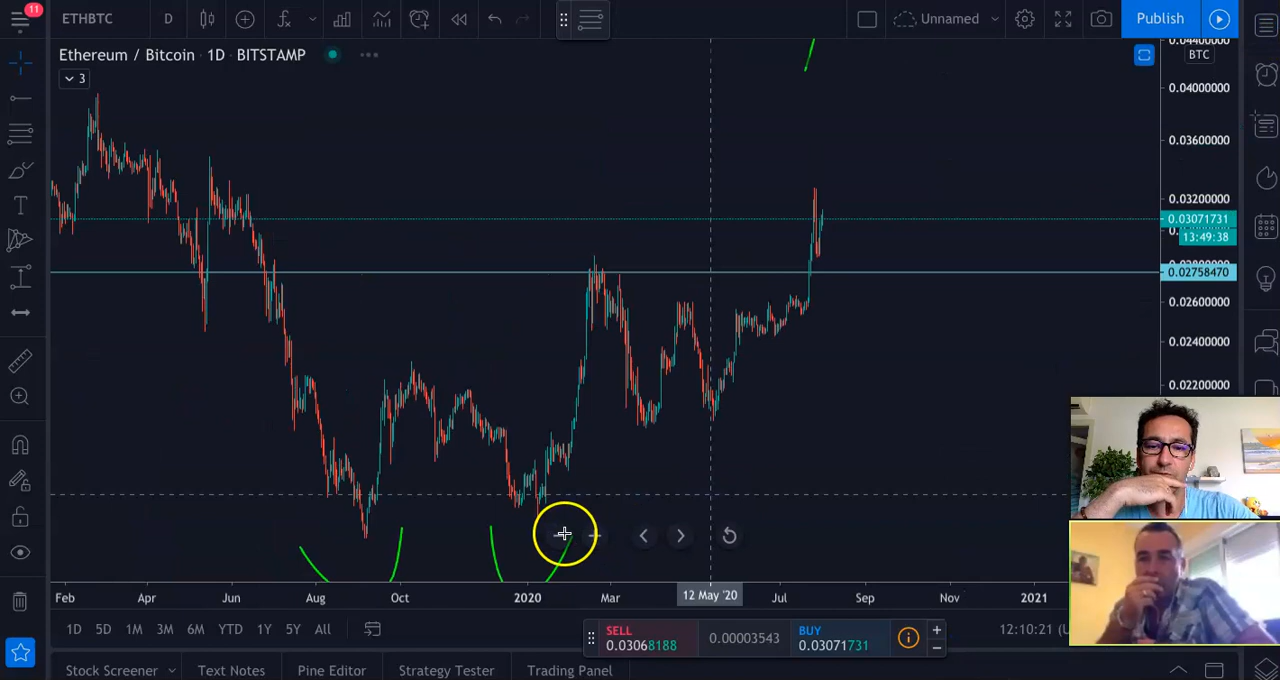 11
ETHBTC
D
Unnamed
Publish
Ethereum / Bitcoin · 1D · BITSTAMP
3
BTC
0.04000000
0.03600000
0.03200000
0.03071731
13:49:38
0.02758470
0.02600000
0.02400000
0.02200000
Feb
Apr
Jun
Aug
Oct
2020
Mar
12 May '20
Jul
Sep
Nov
2021
1D
5D
1M
3M
6M
YTD
1Y
5Y
All
SELL
0.03068188
0.00003543
BUY
0.03071731
12:10:21
Stock Screener
Text Notes
Pine Editor
Strategy Tester
Trading Panel